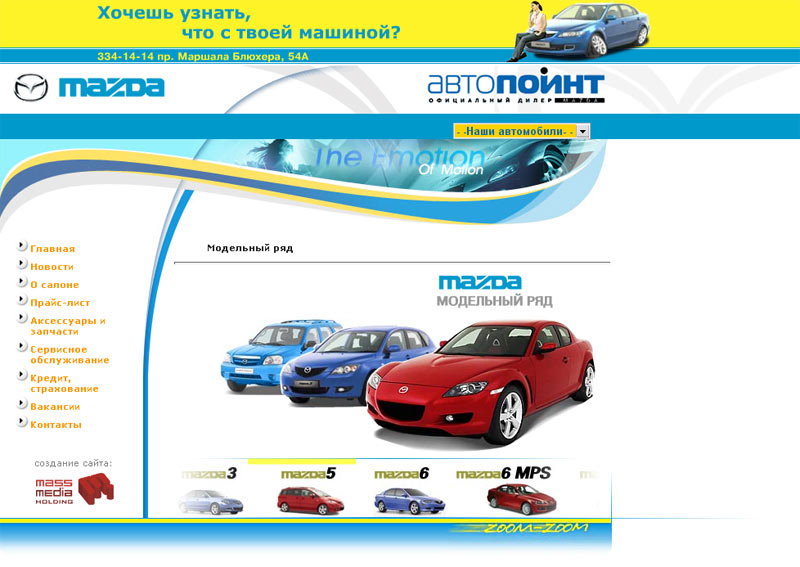 Хочешь узнать,
что с твоей машиной?
334-14-14 пр. Маршала Блюхера, 54А
mazda
автопойнт
официальный дилер mazda
- -Наши автомобили- -
The Emotion
Of Motion
Главная
Новости
О салоне
Прайс-лист
Аксессуары и
запчасти
Сервисное
обслуживание
Кредит,
страхование
Вакансии
Контакты
создание сайта:
mass
media
HOLDING
Модельный ряд
mazda
МОДЕЛЬНЫЙ РЯД
mazda3
mazda5
mazda6
mazda6 MPS
ZOOM-ZOOM